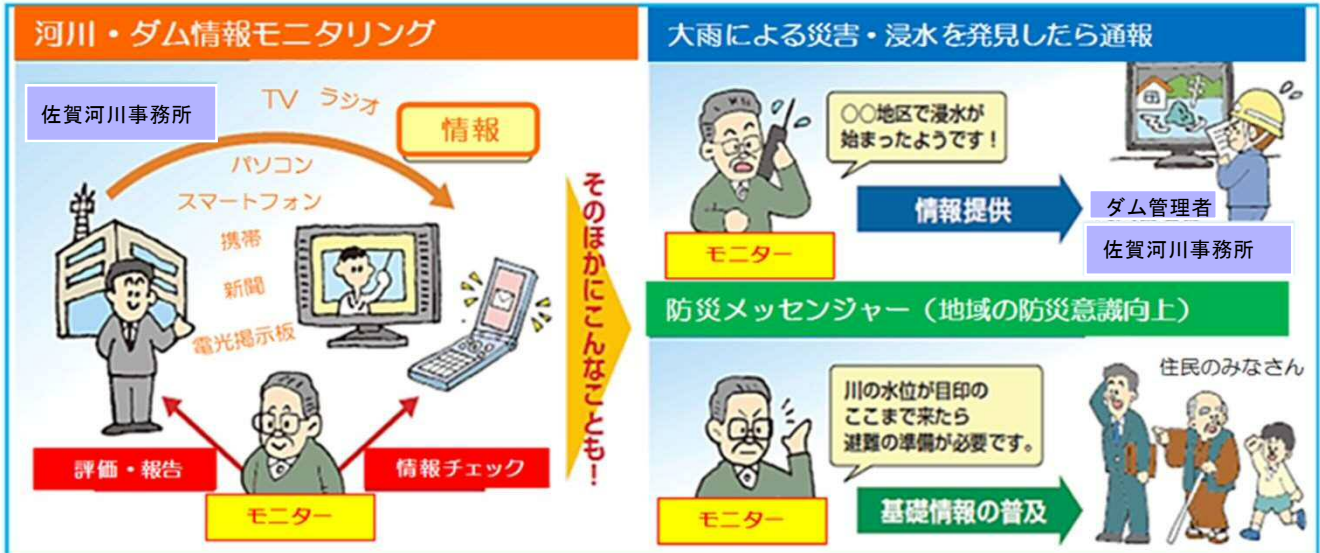 河川・ダム情報モニタリング
佐賀河川事務所
TV
ラジオ
情報
パソコン
スマートフォン
携帯
新聞
電光掲示板
評価・報告
情報チェック
モニター
そのほかにこんなことも！
大雨による災害・浸水を発見したら通報
○○地区で浸水が
始まったようです！
モニター
情報提供
ダム管理者
佐賀河川事務所
防災メッセンジャー（地域の防災意識向上）
川の水位が目印の
ここまで来たら
避難の準備が必要です。
モニター
基礎情報の普及
住民のみなさん